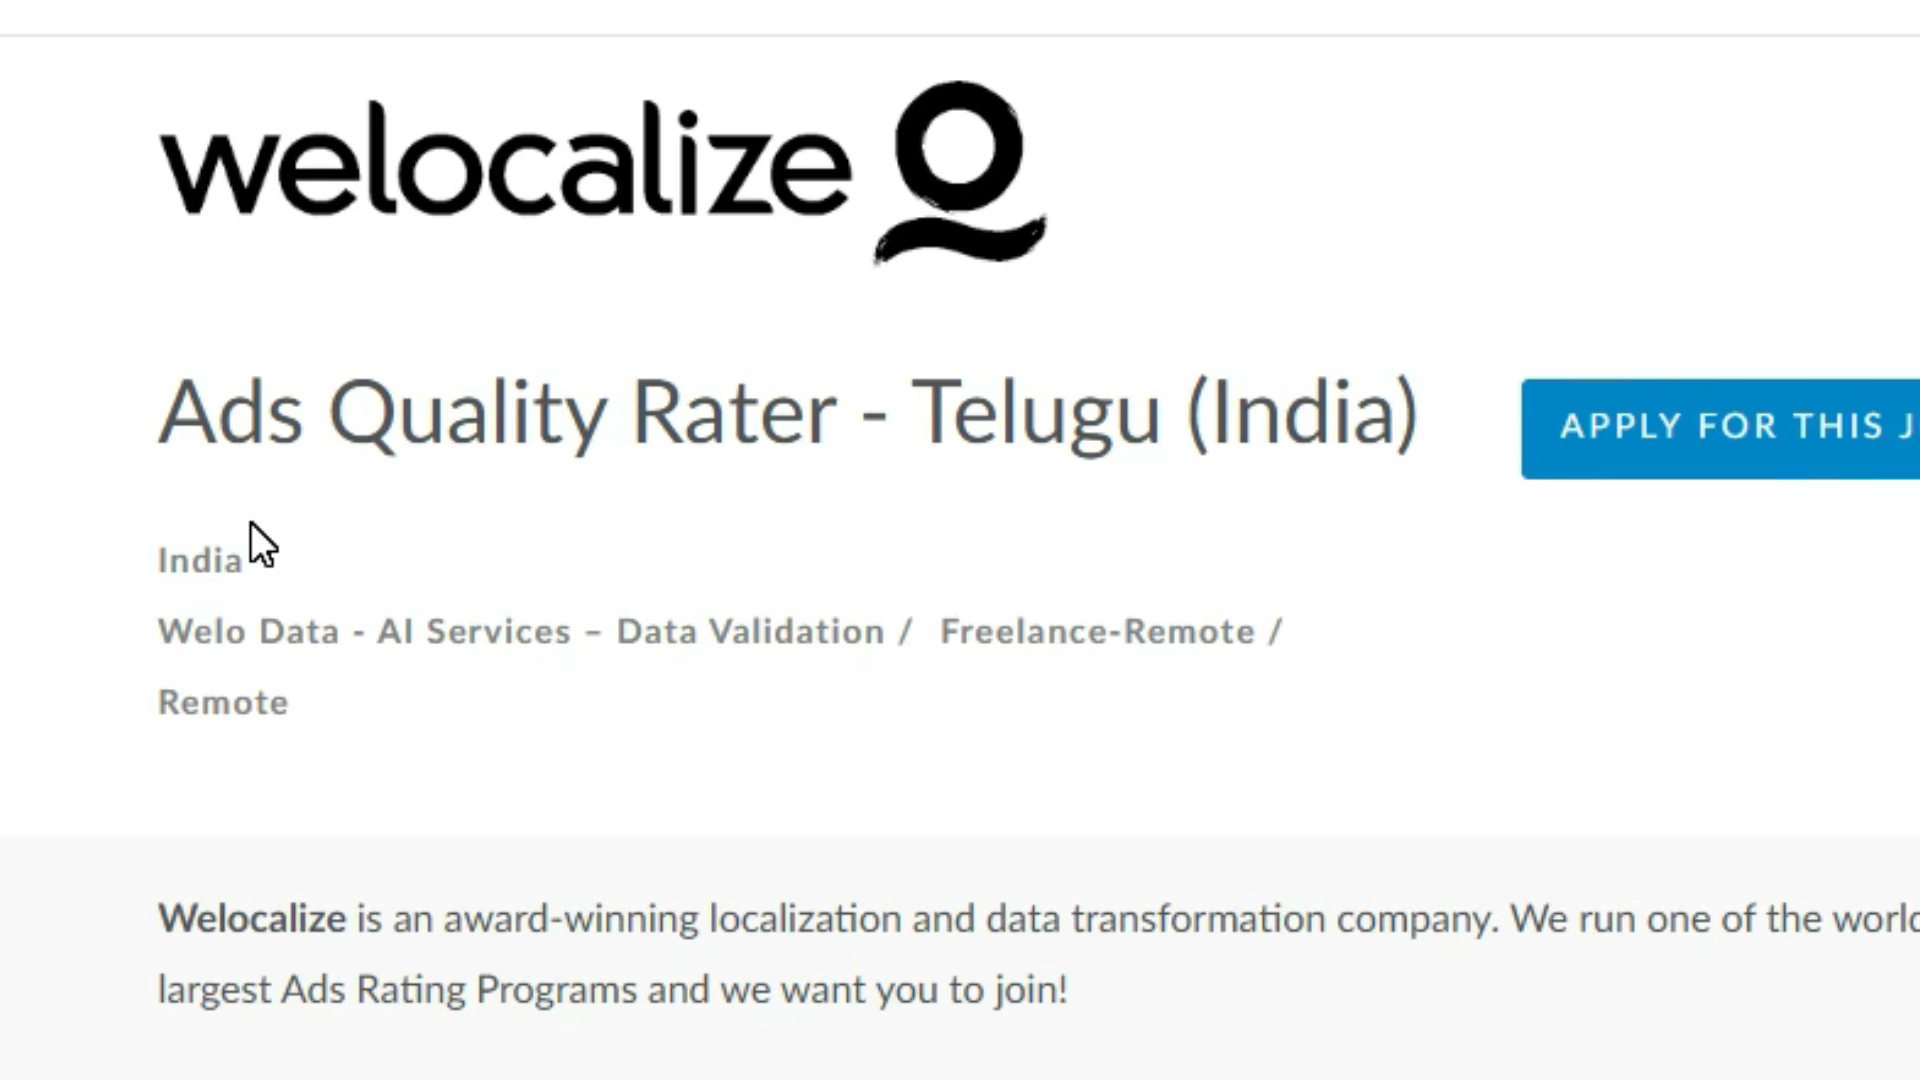 welocalize
Ads Quality Rater - Telugu (India)
APPLY FOR THIS
India
Welo Data - AI Services – Data Validation / Freelance-Remote /
Remote
Welocalize is an award-winning localization and data transformation company. We run one of the
largest Ads Rating Programs and we want you to join!